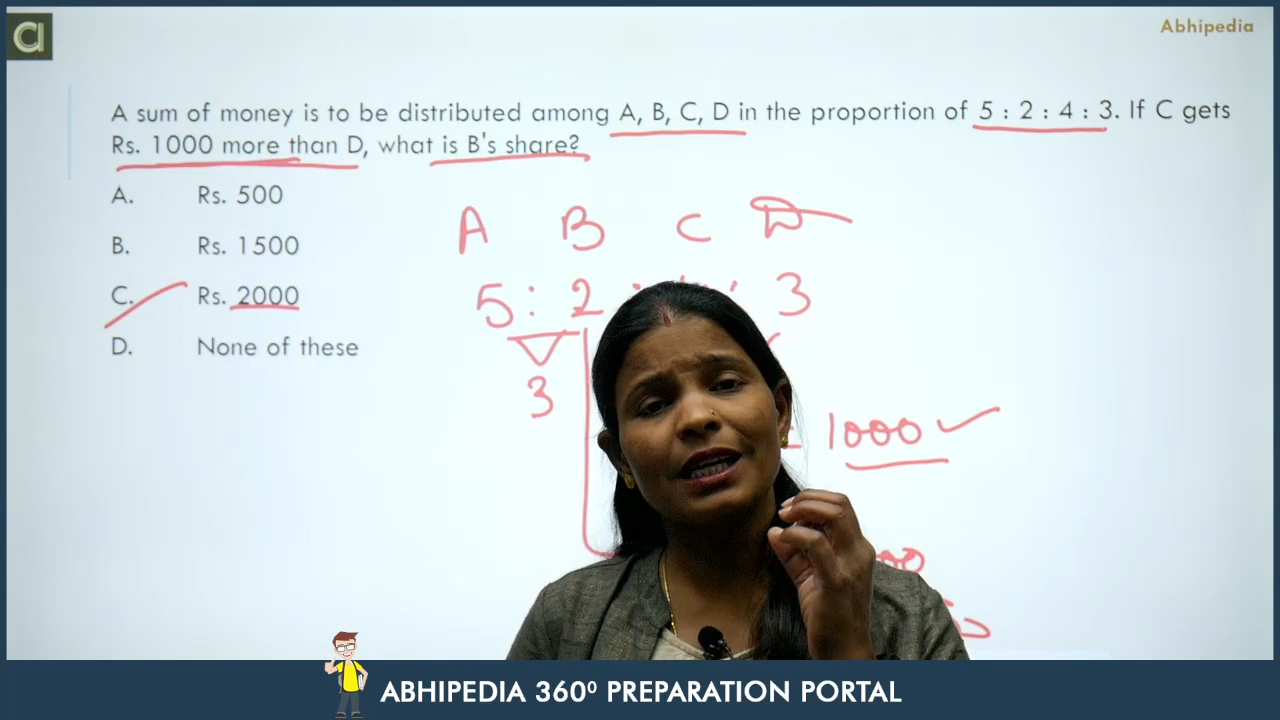 a
Abhipedia
A sum of money is to be distributed among A, B, C, D in the proportion of 5 : 2 : 4 : 3. If C gets
Rs. 1000 more than D, what is B's share?
A. Rs. 500
B. Rs. 1500
C. Rs. 2000
D. None of these
A B C D
5 : 2 : : 3
3
1000
ABHIPEDIA 360⁰ PREPARATION PORTAL